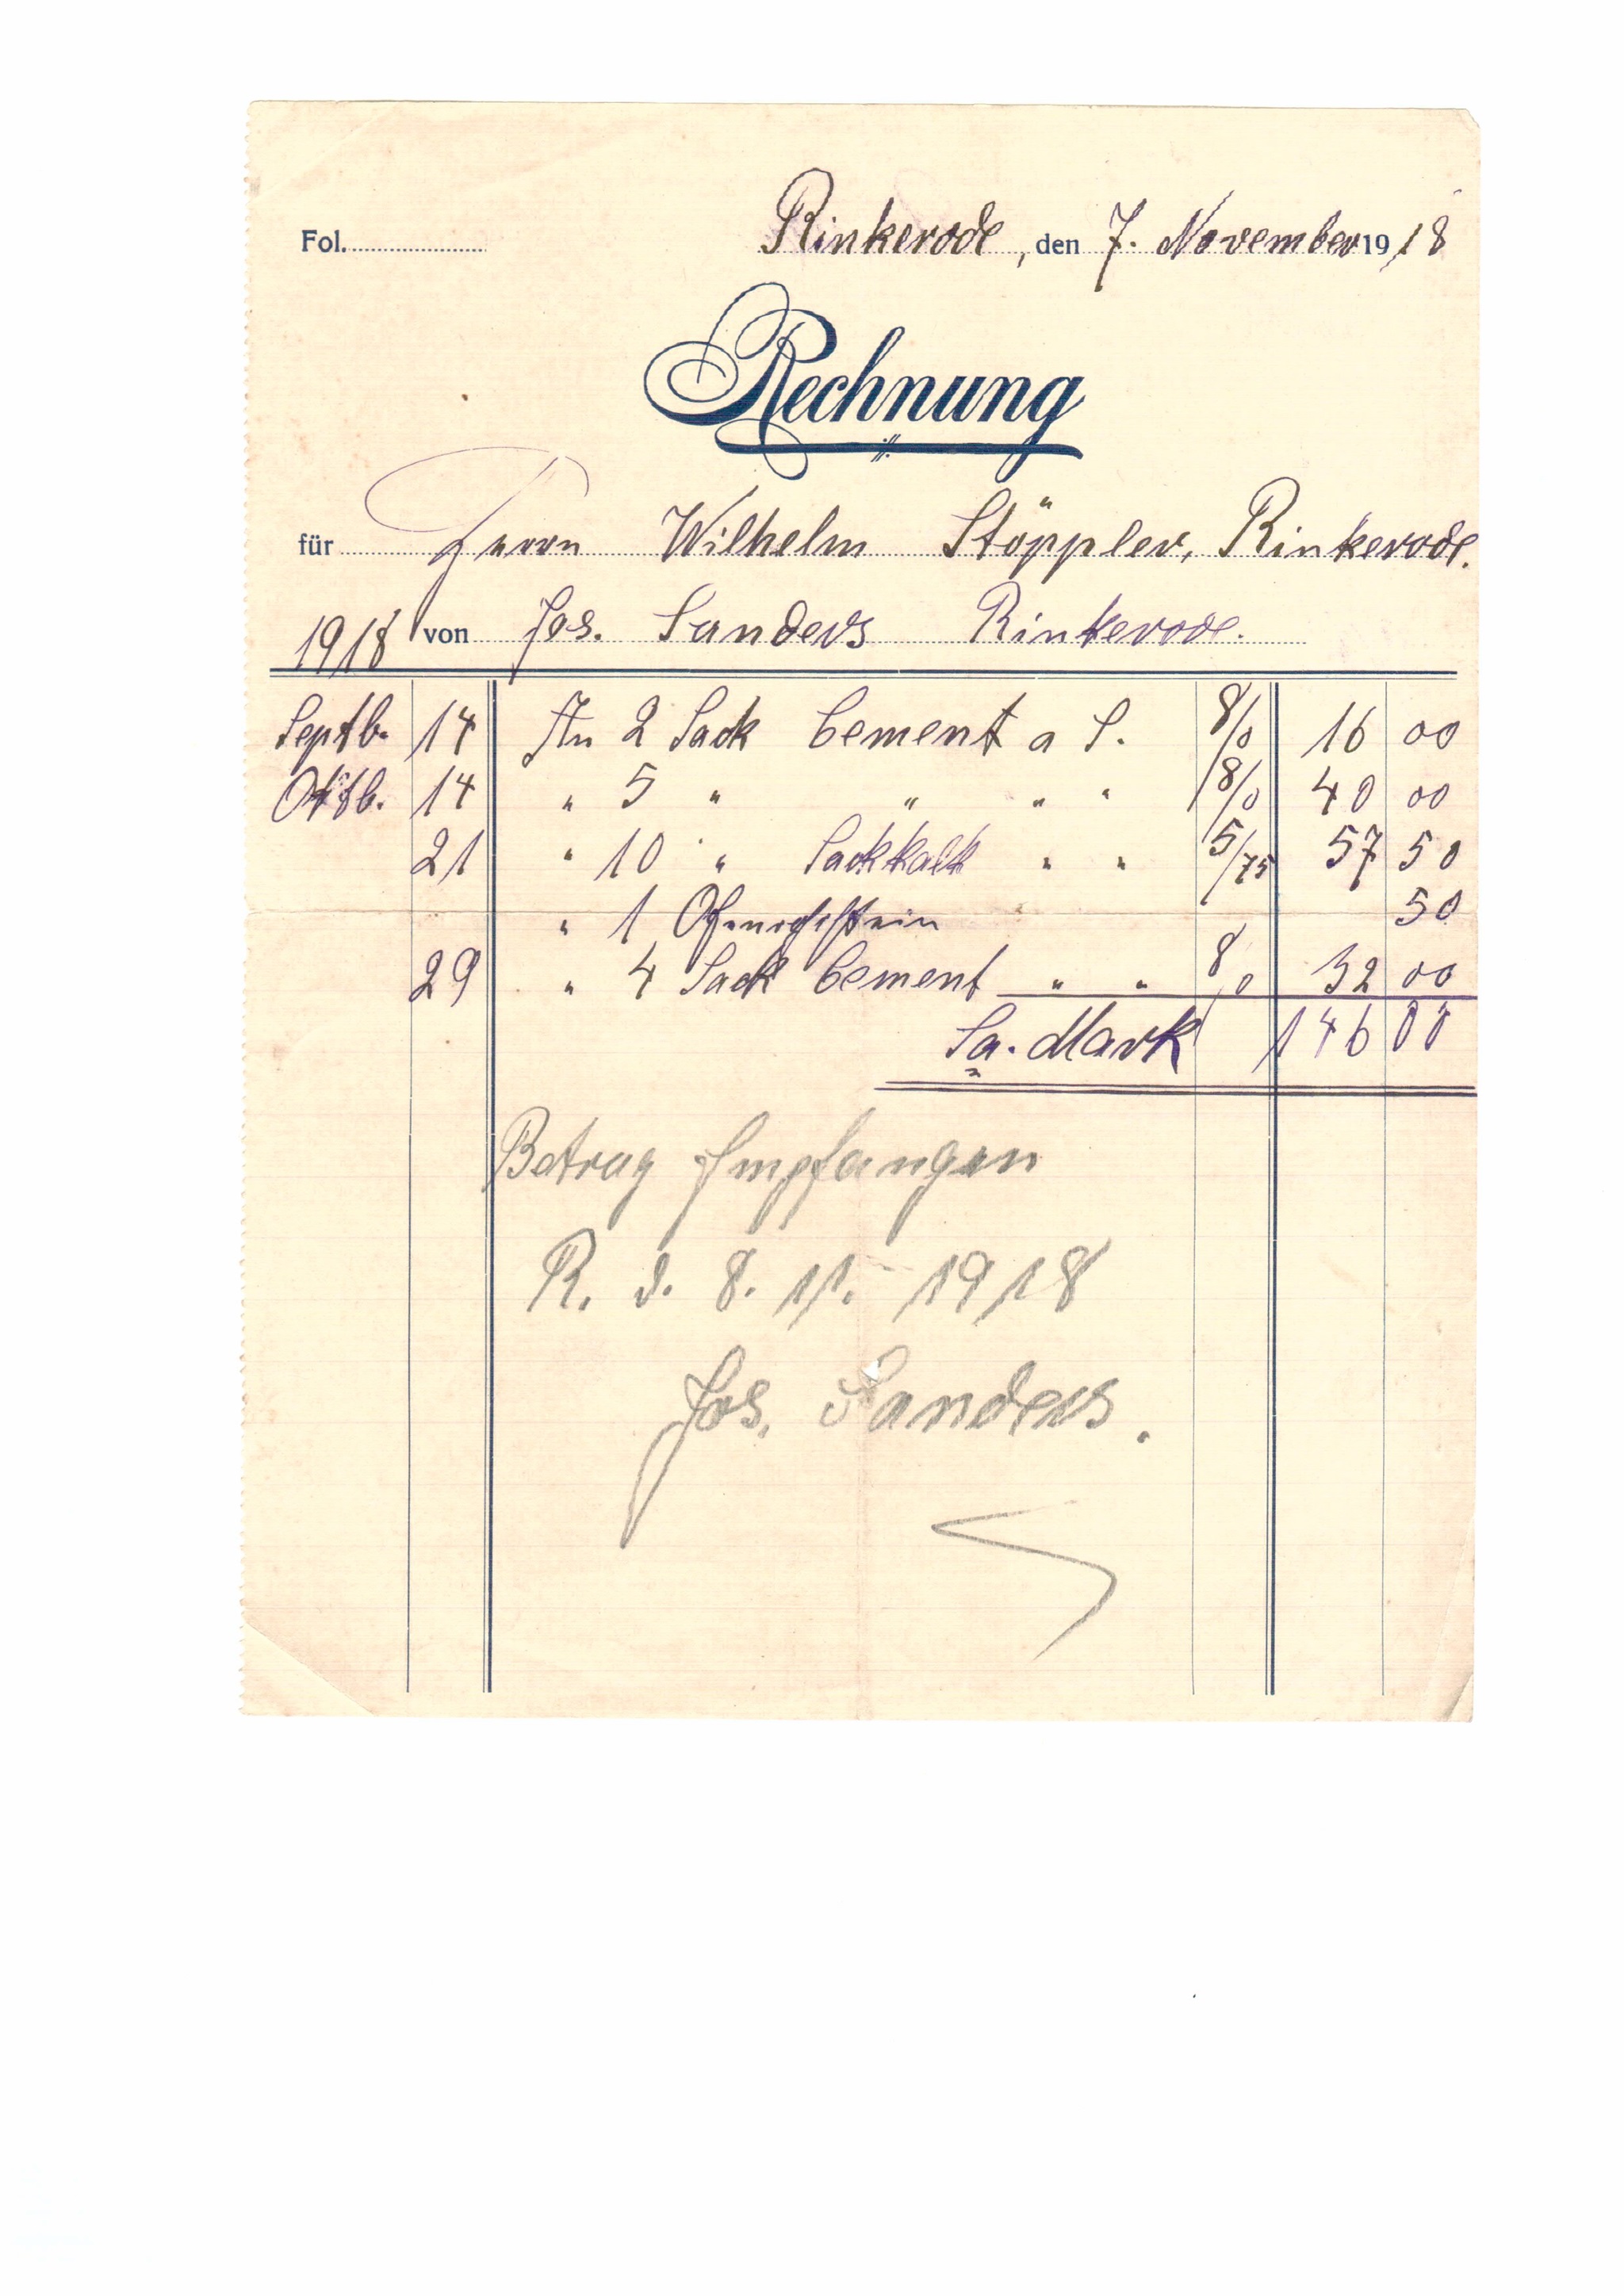 Fol. Rinkerode, den 7. November 1918
Rechnung
für Herrn Wilhelm Stöppler, Rinkerode.
1918 von Jos. Sanders Rinkerode.
Septb. 14 An 2 Sack Cement a S. 8/0 16 00
Oktb. 14 " 5 " " " " 8/0 40 00
21 " 10 " Sackkalk " " 5/75 57 50
" 1 50
29 " 4 Sack Cement " " 8,0 32 00
Sa. Mark 146 00
Betrag Empfangen
R. d. 8. 11. 1918
Jos. Sanders.